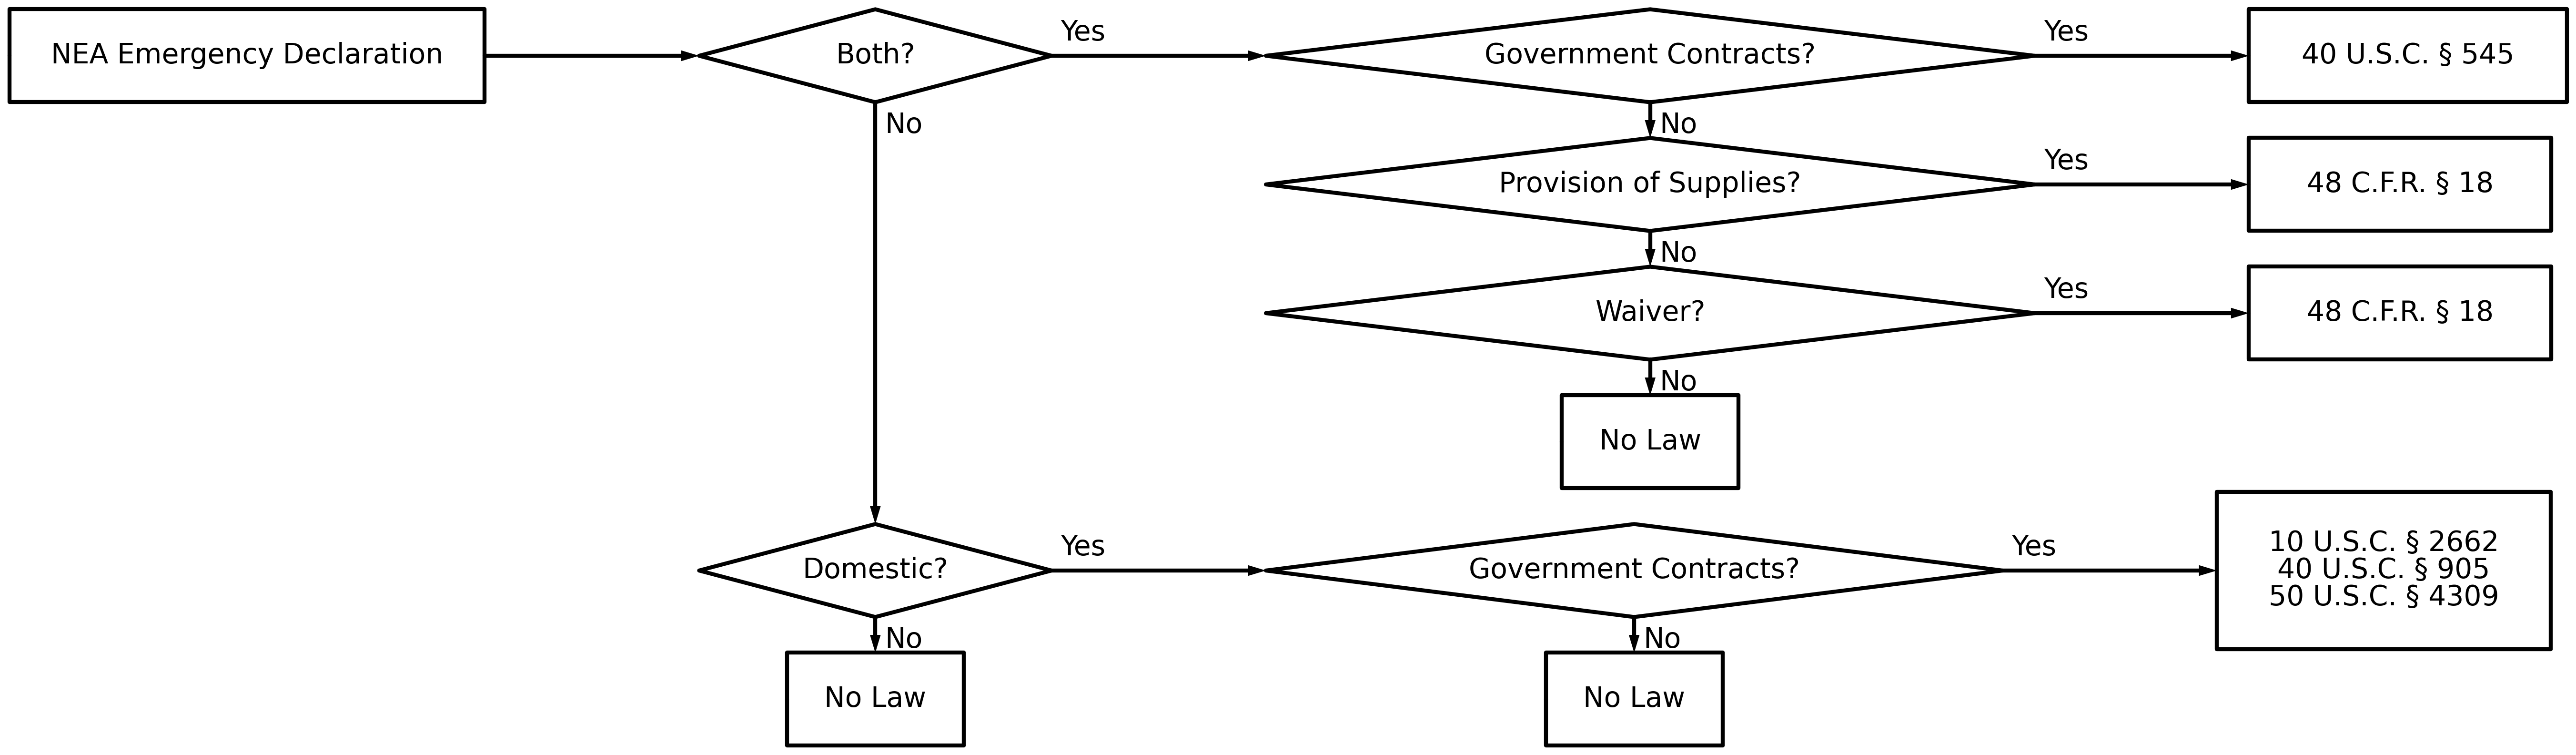 NEA Emergency Declaration
Both?
Yes
Government Contracts?
Yes
40 U.S.C. § 545
No
No
Provision of Supplies?
Yes
48 C.F.R. § 18
No
Waiver?
Yes
48 C.F.R. § 18
No
No Law
Domestic?
Yes
Government Contracts?
Yes
10 U.S.C. § 2662
40 U.S.C. § 905
50 U.S.C. § 4309
No
No
No Law
No Law